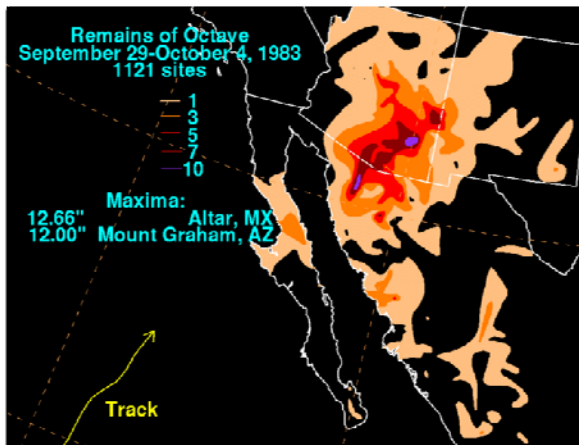 Remains of Octave
September 29-October 4, 1983
1121 sites
1
3
5
7
10
Maxima:
12.66" Altar, MX
12.00" Mount Graham, AZ
Track